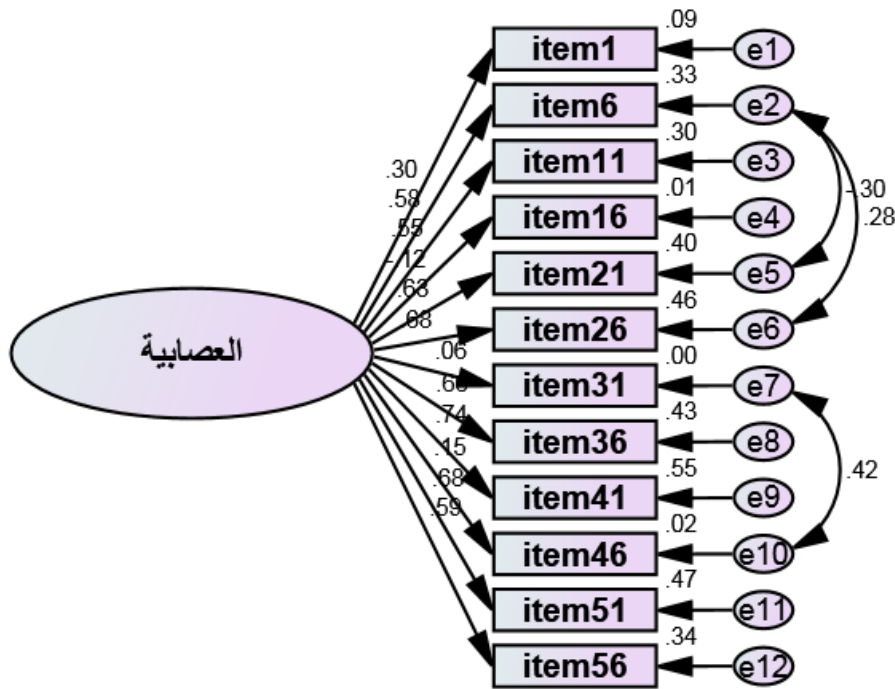 .09
item1
e1
.33
item6
e2
.30
item11
e3
.01
item16
e4
.40
item21
e5
.46
item26
e6
.00
item31
e7
.43
item36
e8
.55
item41
e9
.02
item46
e10
.47
item51
e11
.34
item56
e12
العصابية
.30
.58
.55
-.12
.63
.68
.06
.74
.15
.68
.59
-.30
.28
.42